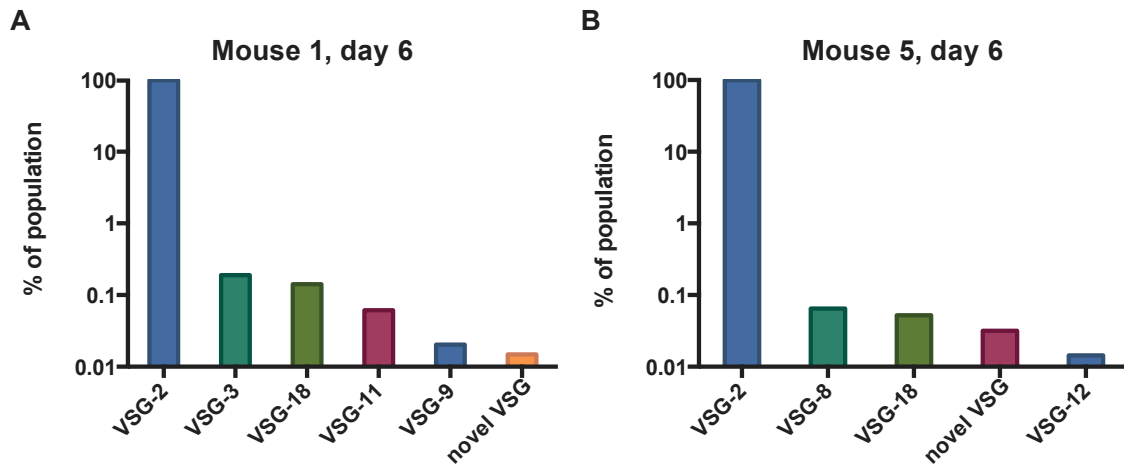 A
Mouse 1, day 6
% of population
100
10
1
0.1
0.01
VSG-2
VSG-3
VSG-18
VSG-11
VSG-9
novel VSG
B
Mouse 5, day 6
% of population
100
10
1
0.1
0.01
VSG-2
VSG-8
VSG-18
novel VSG
VSG-12